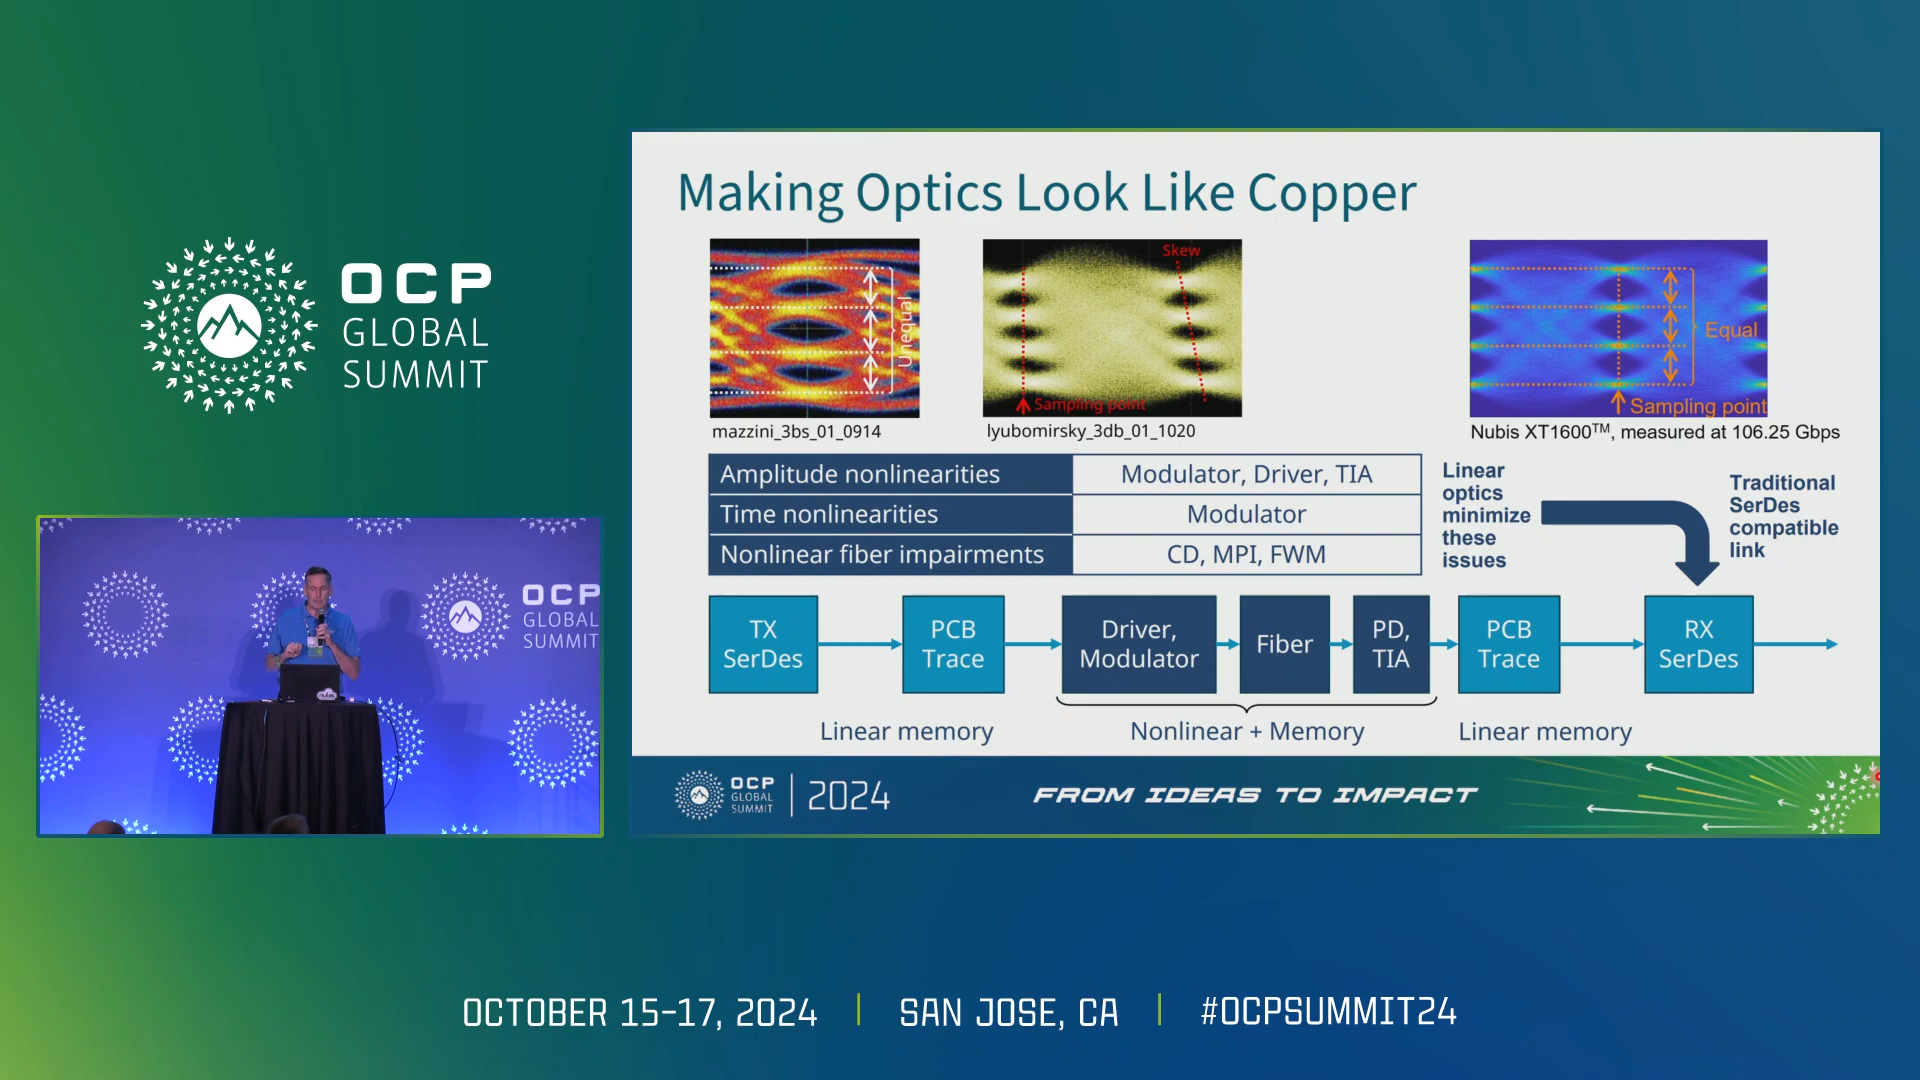 OCP
GLOBAL
SUMMIT
OCP
GLOBAL
SUMMIT
nubis
Making Optics Look Like Copper
Unequal
mazzini_3bs_01_0914
Skew
Sampling point
lyubomirsky_3db_01_1020
Equal
Sampling point
Nubis XT1600TM, measured at 106.25 Gbps
Amplitude nonlinearities Modulator, Driver, TIA
Time nonlinearities Modulator
Nonlinear fiber impairments CD, MPI, FWM
Linear
optics
minimize
these
issues
Traditional
SerDes
compatible
link
TX
SerDes
PCB
Trace
Driver,
Modulator
Fiber
PD,
TIA
PCB
Trace
RX
SerDes
Linear memory
Nonlinear + Memory
Linear memory
OCP
GLOBAL
SUMMIT
2024
FROM IDEAS TO IMPACT
OCTOBER 15-17, 2024
SAN JOSE, CA
#OCPSUMMIT24